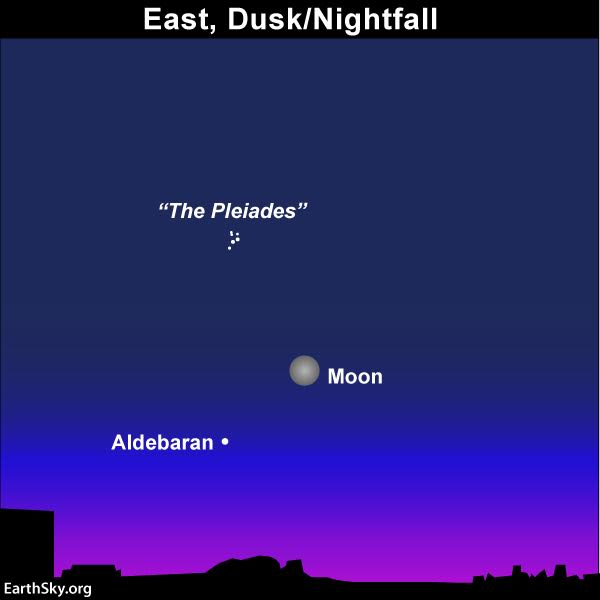 East, Dusk/Nightfall
“The Pleiades”
Moon
Aldebaran
EarthSky.org